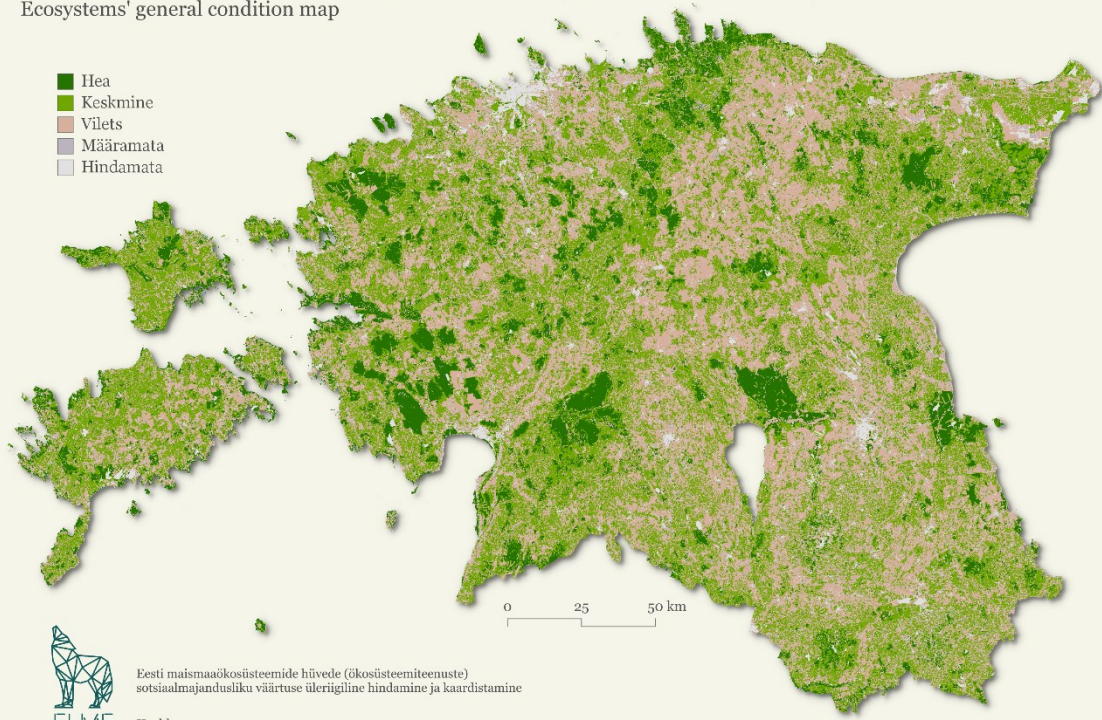 Ecosystems' general condition map
Hea
Keskmine
Vilets
Määramata
Hindamata
0 25 50 km
Eesti maismaaökosüsteemide hüvede (ökosüsteemiteenuste)
sotsiaalmajandusliku väärtuse üleriigiline hindamine ja kaardistamine